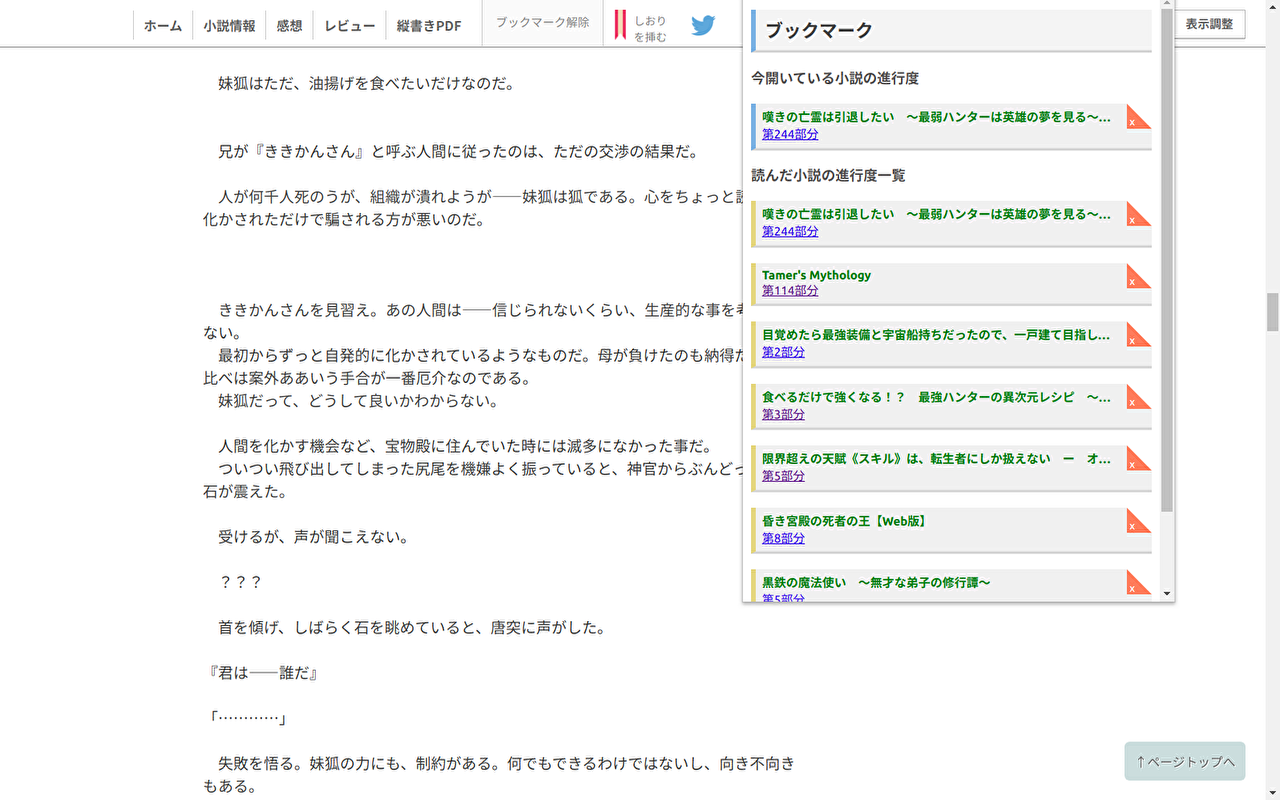 ホーム
小説情報
感想
レビュー
縦書きPDF
ブックマーク解除
しおり
を挿む
表示調整
妹狐はただ、油揚げを食べたいだけなのだ。
兄が『ききかんさん』と呼ぶ人間に従ったのは、ただの交渉の結果だ。
人が何千人死のうが、組織が潰れようが――妹狐は狐である。心をちょっと
化かされただけで騙される方が悪いのだ。
ききかんさんを見習え。あの人間は――信じられないくらい、生産的な事を
ない。
最初からずっと自発的に化かされているようなものだ。母が負けたのも納得
比べは案外ああいう手合が一番厄介なのである。
妹狐だって、どうして良いかわからない。
人間を化かす機会など、宝物殿に住んでいた時には滅多になかった事だ。
ついつい飛び出してしまった尻尾を機嫌よく振っていると、神官からぶんどっ
石が震えた。
受けるが、声が聞こえない。
？？？
首を傾げ、しばらく石を眺めていると、唐突に声がした。
『君は――誰だ』
「…………」
失敗を悟る。妹狐の力にも、制約がある。何でもできるわけではないし、向き不向き
もある。
ブックマーク
今開いている小説の進行度
嘆きの亡霊は引退したい　〜最弱ハンターは英雄の夢を見る〜...
第244部分
x
読んだ小説の進行度一覧
嘆きの亡霊は引退したい　〜最弱ハンターは英雄の夢を見る〜...
第244部分
x
Tamer's Mythology
第114部分
x
目覚めたら最強装備と宇宙船持ちだったので、一戸建て目指し...
第2部分
x
食べるだけで強くなる！？　最強ハンターの異次元レシピ　〜...
第3部分
x
限界超えの天賦《スキル》は、転生者にしか扱えない　ー　オ...
第5部分
x
昏き宮殿の死者の王【Web版】
第8部分
x
黒鉄の魔法使い　〜無才な弟子の修行譚〜
第5部分
x
↑ページトップへ